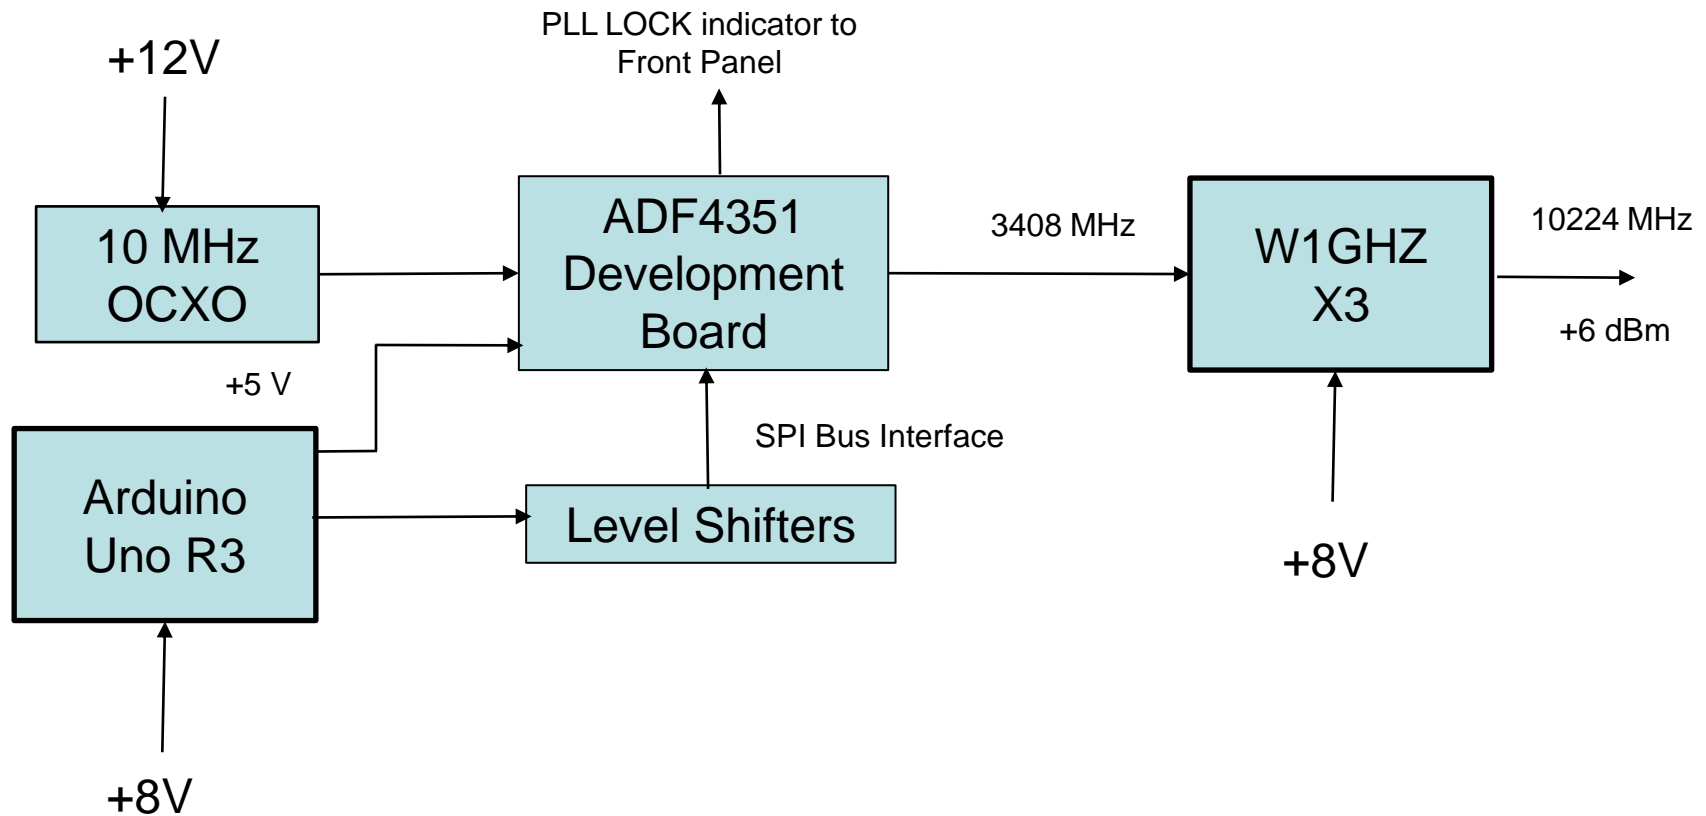 PLL LOCK indicator to
Front Panel
+12V
10 MHz
OCXO
ADF4351
Development
Board
3408 MHz
W1GHZ
X3
10224 MHz
+6 dBm
+5 V
Arduino
Uno R3
SPI Bus Interface
Level Shifters
+8V
+8V